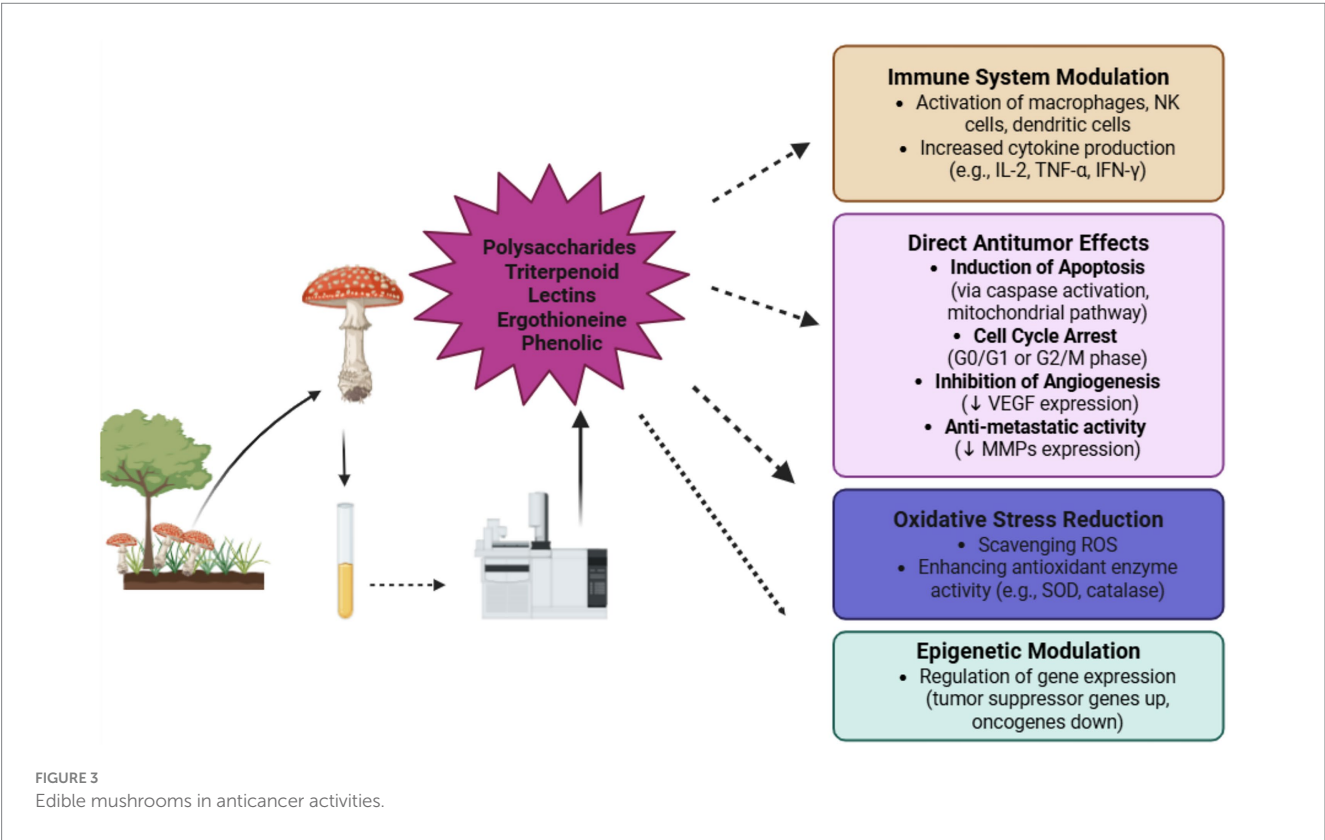 Polysaccharides
Triterpenoid
Lectins
Ergothioneine
Phenolic
Immune System Modulation
• Activation of macrophages, NK
cells, dendritic cells
• Increased cytokine production
(e.g., IL-2, TNF-α, IFN-γ)
Direct Antitumor Effects
• Induction of Apoptosis
(via caspase activation,
mitochondrial pathway)
• Cell Cycle Arrest
(G0/G1 or G2/M phase)
• Inhibition of Angiogenesis
(↓ VEGF expression)
• Anti-metastatic activity
(↓ MMPs expression)
Oxidative Stress Reduction
• Scavenging ROS
• Enhancing antioxidant enzyme
activity (e.g., SOD, catalase)
Epigenetic Modulation
• Regulation of gene expression
(tumor suppressor genes up,
oncogenes down)
FIGURE 3
Edible mushrooms in anticancer activities.